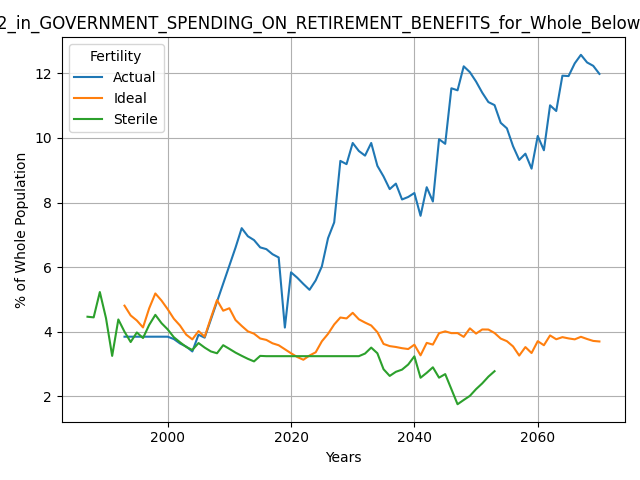 2_in_GOVERNMENT_SPENDING_ON_RETIREMENT_BENEFITS_for_Whole_Below
Fertility
Actual
Ideal
Sterile
% of Whole Population
12
10
8
6
4
2
2000
2020
2040
2060
Years